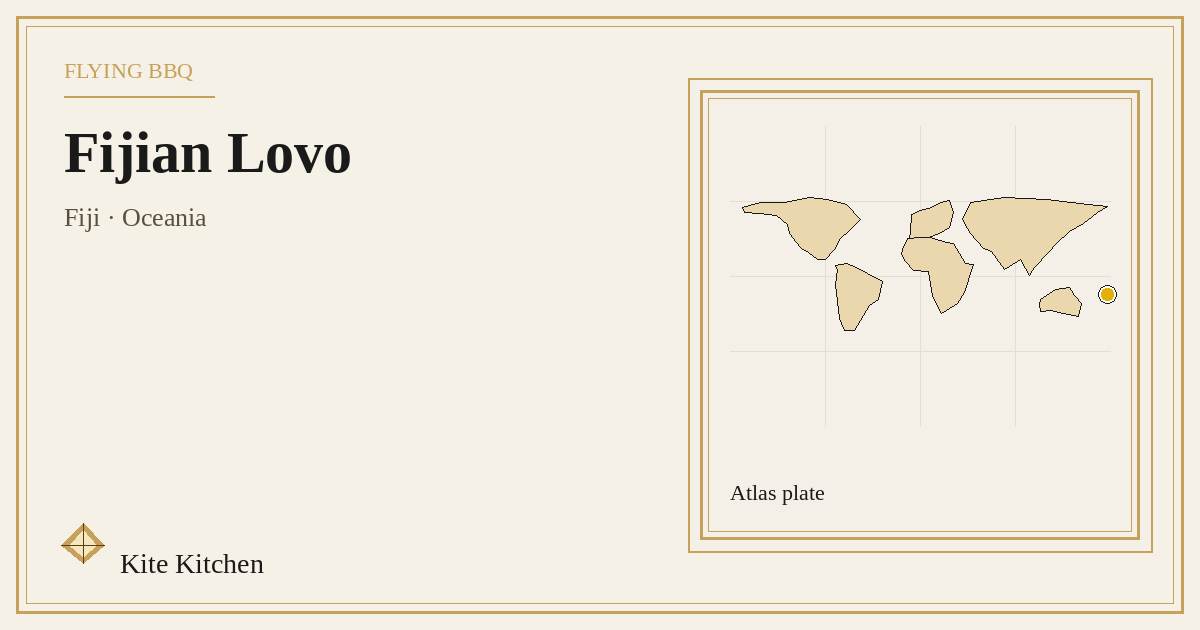 FLYING BBQ
Fijian Lovo
Fiji · Oceania
Atlas plate
Kite Kitchen